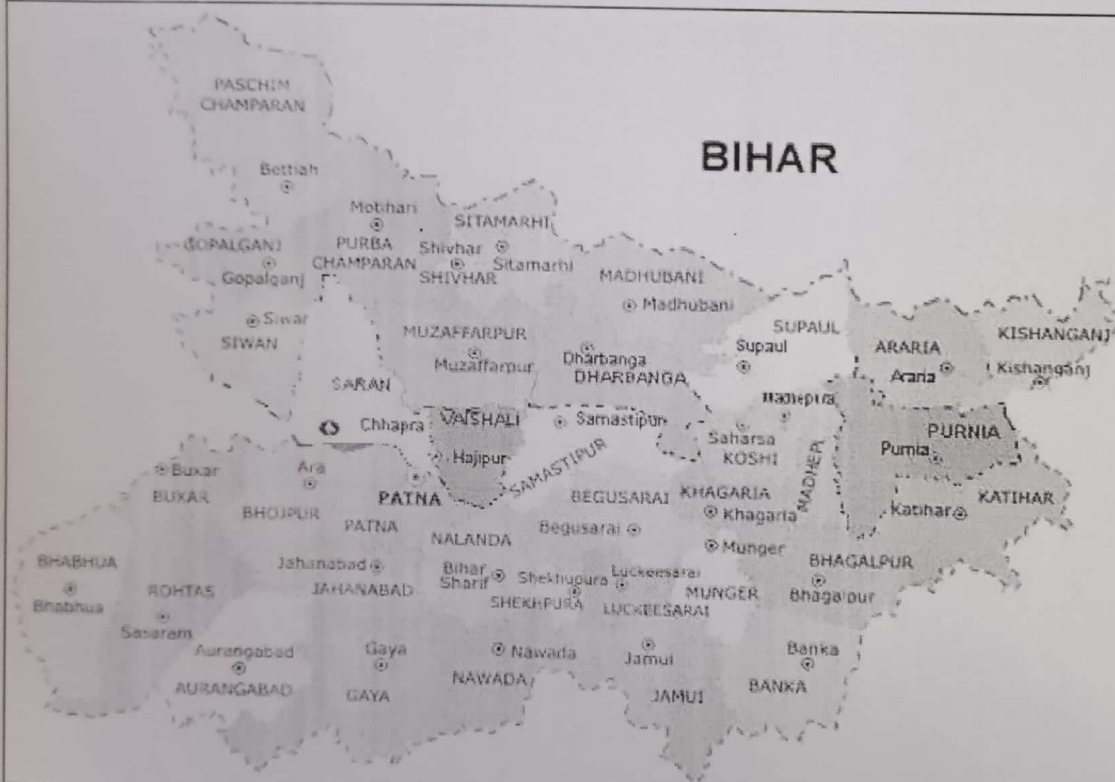 BIHAR
PASCHIM
CHAMPARAN
Bettiah
Motihari
SITAMARHI
GOPALGANJ
PURBA
CHAMPARAN
Shivhar
Sitamarhi
SHIVHAR
Gopalganj
MADHUBANI
Madhubani
Siwan
SIWAN
MUZAFFARPUR
Muzaffarpur
Dharbanga
DHARBANGA
SUPAUL
Supaul
ARARIA
Araria
KISHANGANJ
Kishanganj
SARAN
Chhapra
VAISHALI
Hajipur
Samastipur
SAMASTIPUR
Saharsa
KOSHI
PURNIA
Purnia
Buxar
BUXAR
Ara
BHOJPUR
PATNA
PATNA
NALANDA
BEGUSARAI
Begusarai
KHAGARIA
Khagaria
KATIHAR
Katihar
Munger
MUNGER
BHAGALPUR
Bhagalpur
BHABHUA
Bhabhua
ROHTAS
Sasaram
Jahanabad
JAHANABAD
Bihar
Sharif
Shekhupura
SHEKHPURA
Luckeesarai
LUCKEESARAI
Aurangabad
AURANGABAD
Gaya
GAYA
Nawada
NAWADA
Jamui
JAMUI
Banka
BANKA